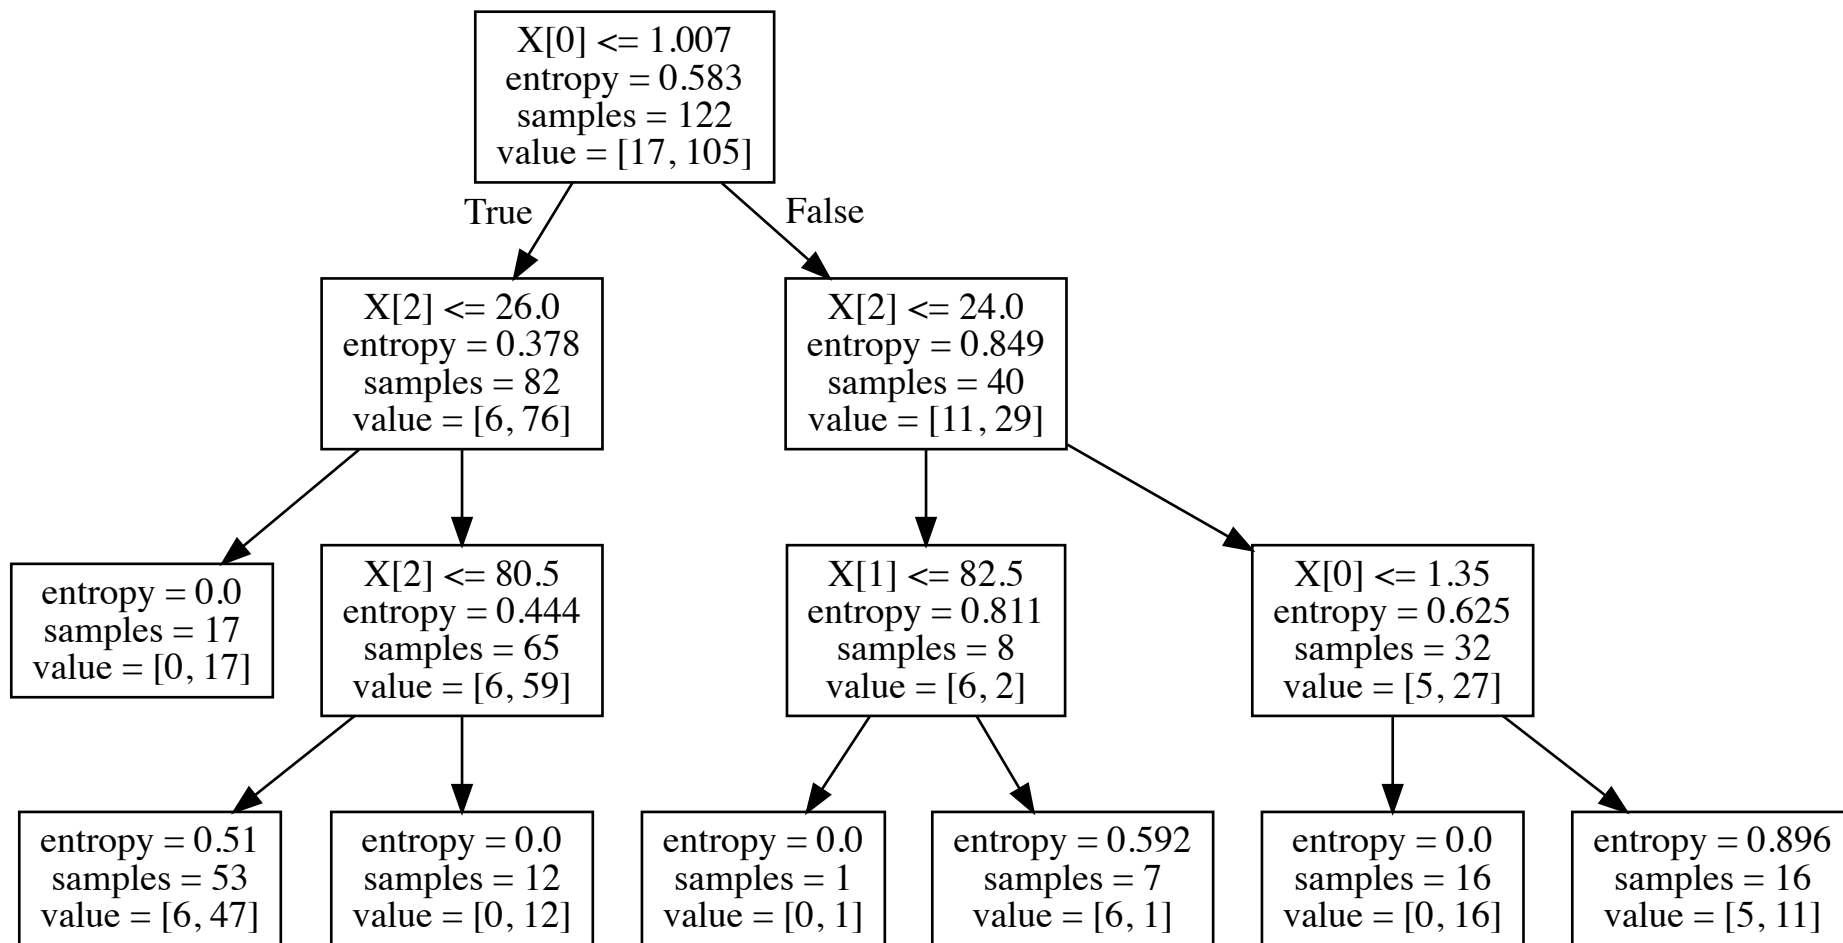 X[0] <= 1.007
entropy = 0.583
samples = 122
value = [17, 105]
True
False
X[2] <= 26.0
entropy = 0.378
samples = 82
value = [6, 76]
X[2] <= 24.0
entropy = 0.849
samples = 40
value = [11, 29]
entropy = 0.0
samples = 17
value = [0, 17]
X[2] <= 80.5
entropy = 0.444
samples = 65
value = [6, 59]
X[1] <= 82.5
entropy = 0.811
samples = 8
value = [6, 2]
X[0] <= 1.35
entropy = 0.625
samples = 32
value = [5, 27]
entropy = 0.51
samples = 53
value = [6, 47]
entropy = 0.0
samples = 12
value = [0, 12]
entropy = 0.0
samples = 1
value = [0, 1]
entropy = 0.592
samples = 7
value = [6, 1]
entropy = 0.0
samples = 16
value = [0, 16]
entropy = 0.896
samples = 16
value = [5, 11]